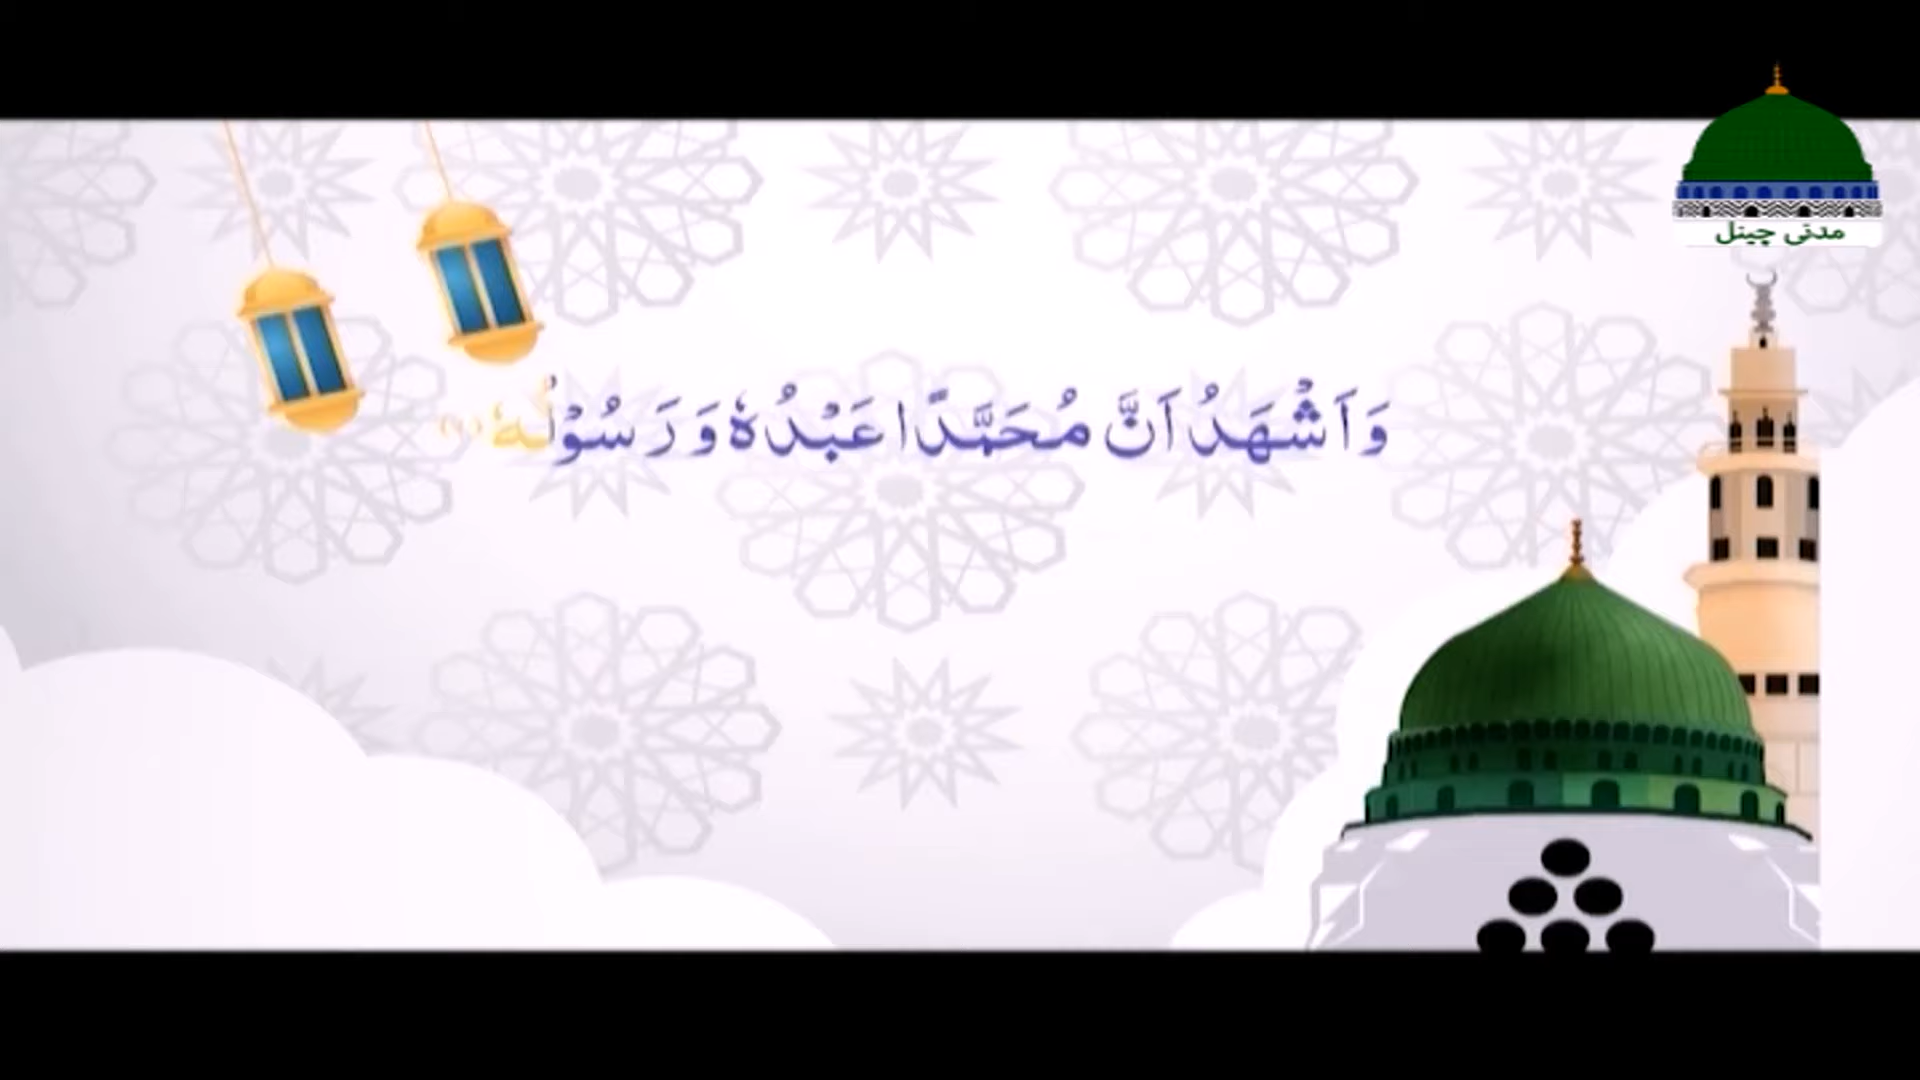 مدنی چینل
وَاَشْھَدُ اَنَّ مُحَمَّدًا عَبْدُہٗ وَرَسُوْلُہٗ